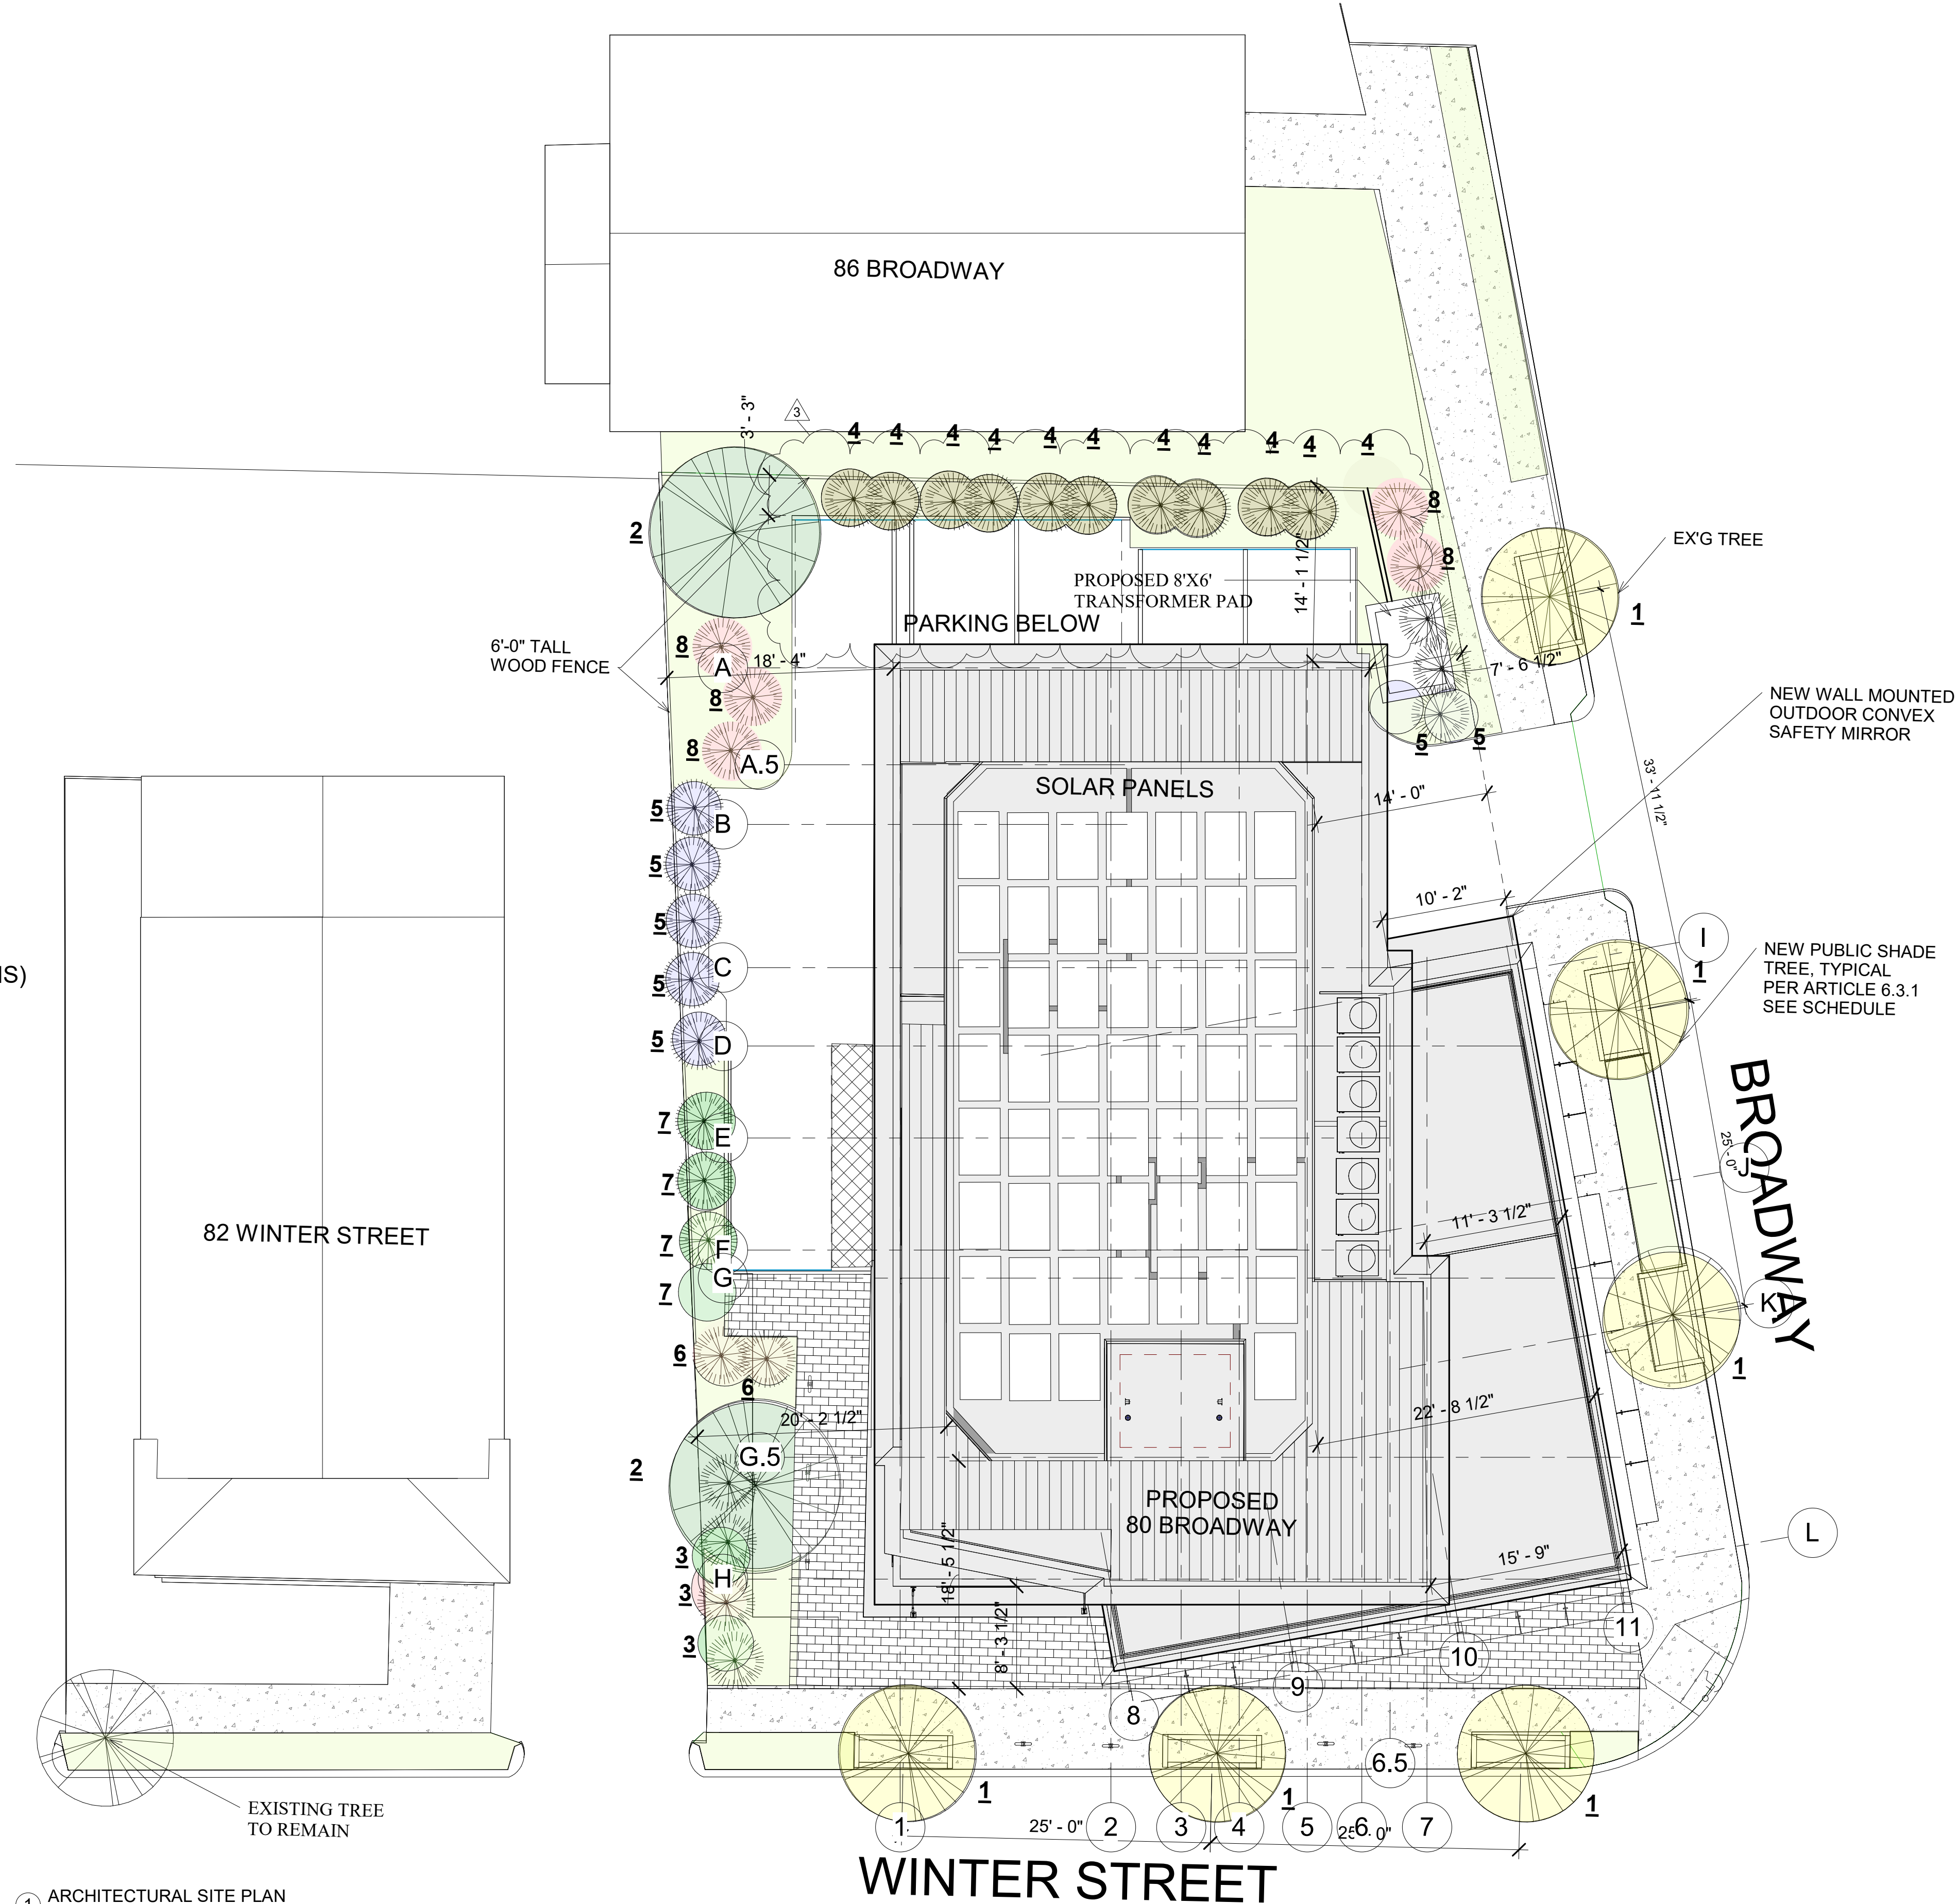 86 BROADWAY
3' - 3"
3
4 4 4 4 4 4 4 4 4 4 4
2
8
8
EX'G TREE
1
PROPOSED 8'X6'
TRANSFORMER PAD
14' - 1 1/2"
PARKING BELOW
6'-0" TALL
WOOD FENCE
8
A
18' - 4"
7' - 6 1/2"
8
8
A.5
5 5
NEW WALL MOUNTED
OUTDOOR CONVEX
SAFETY MIRROR
SOLAR PANELS
14' - 0"
33' - 11 1/2"
5
B
5
10' - 2"
5
I
1
NEW PUBLIC SHADE
TREE, TYPICAL
PER ARTICLE 6.3.1
SEE SCHEDULE
C
5
IS)
5
D
7
E
7
25' - 0"
J
BROADWAY
82 WINTER STREET
11' - 3 1/2"
7
F
G
7
K
1
6
6
20' - 2 1/2"
22' - 8 1/2"
2
G.5
PROPOSED
80 BROADWAY
18' - 5 1/2"
L
15' - 9"
3
H
3
8' - 3 1/2"
3
11
10
9
8
6.5
1
1
1
EXISTING TREE
TO REMAIN
1
25' - 0"
2
3
4
5
6
25' - 0"
7
WINTER STREET
1
ARCHITECTURAL SITE PLAN